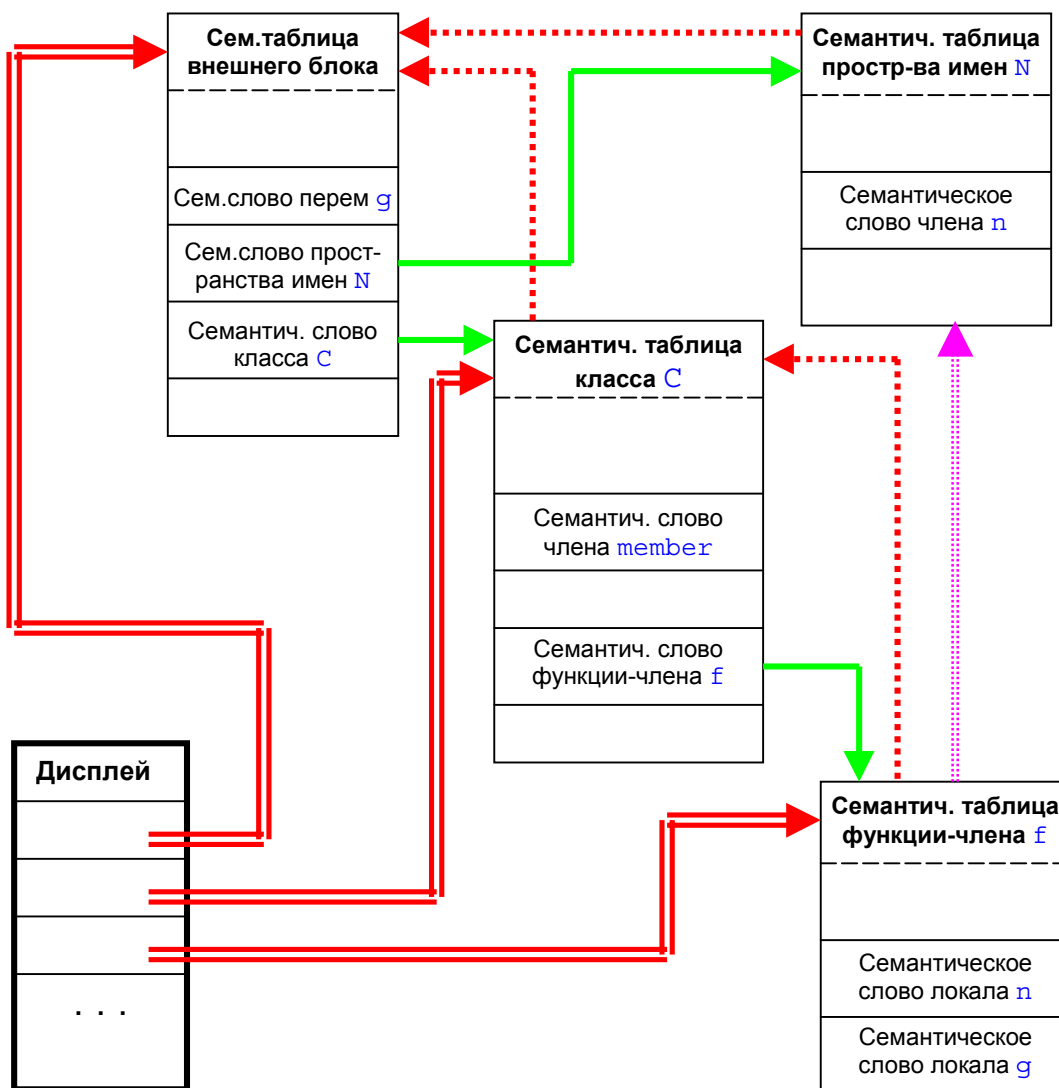 Сем.таблица
внешнего блока
Сем.слово перем g
Сем.слово прост-
ранства имен N
Семантич. слово
класса C
Семантич. таблица
простр-ва имен N
Семантическое
слово члена n
Семантич. таблица
класса C
Семантич. слово
члена member
Семантич. слово
функции-члена f
Дисплей
. . .
Семантич. таблица
функции-члена f
Семантическое
слово локала n
Семантическое
слово локала g